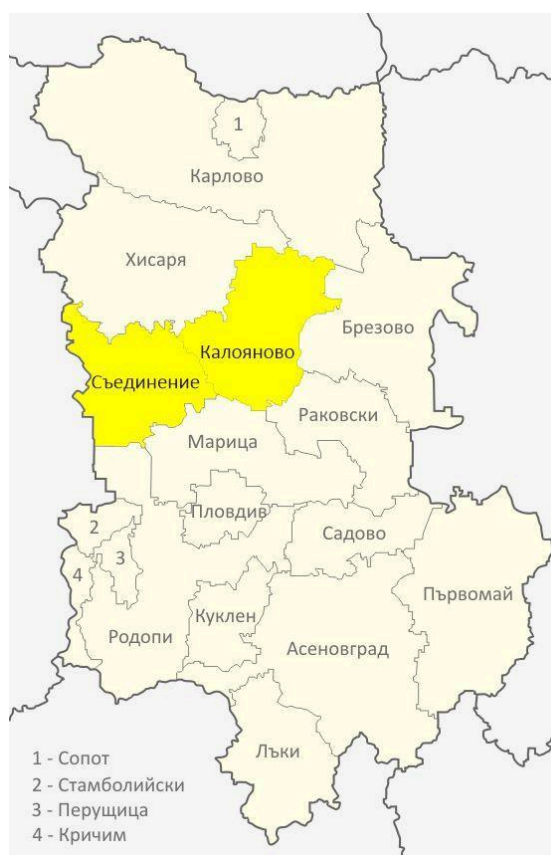 1
Карлово
Хисаря
Брезово
Калояново
Съединение
Раковски
Марица
Пловдив
Садово
2
3
4
Първомай
Куклен
Родопи
Асеновград
Лъки
1 - Сопот
2 - Стамболийски
3 - Перущица
4 - Кричим